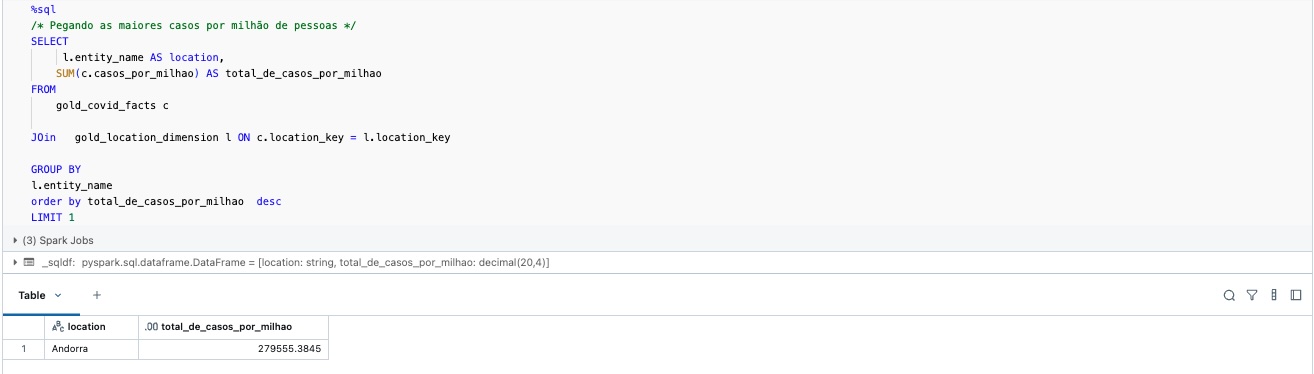 %sql
/* Pegando as maiores casos por milhão de pessoas */
SELECT
l.entity_name AS location,
SUM(c.casos_por_milhao) AS total_de_casos_por_milhao
FROM
gold_covid_facts c
JOin gold_location_dimension l ON c.location_key = l.location_key
GROUP BY
l.entity_name
order by total_de_casos_por_milhao desc
LIMIT 1
(3) Spark Jobs
_sqldf: pyspark.sql.dataframe.DataFrame = [location: string, total_de_casos_por_milhao: decimal(20,4)]
Table +
ABC location .00 total_de_casos_por_milhao
1 Andorra 279555.3845